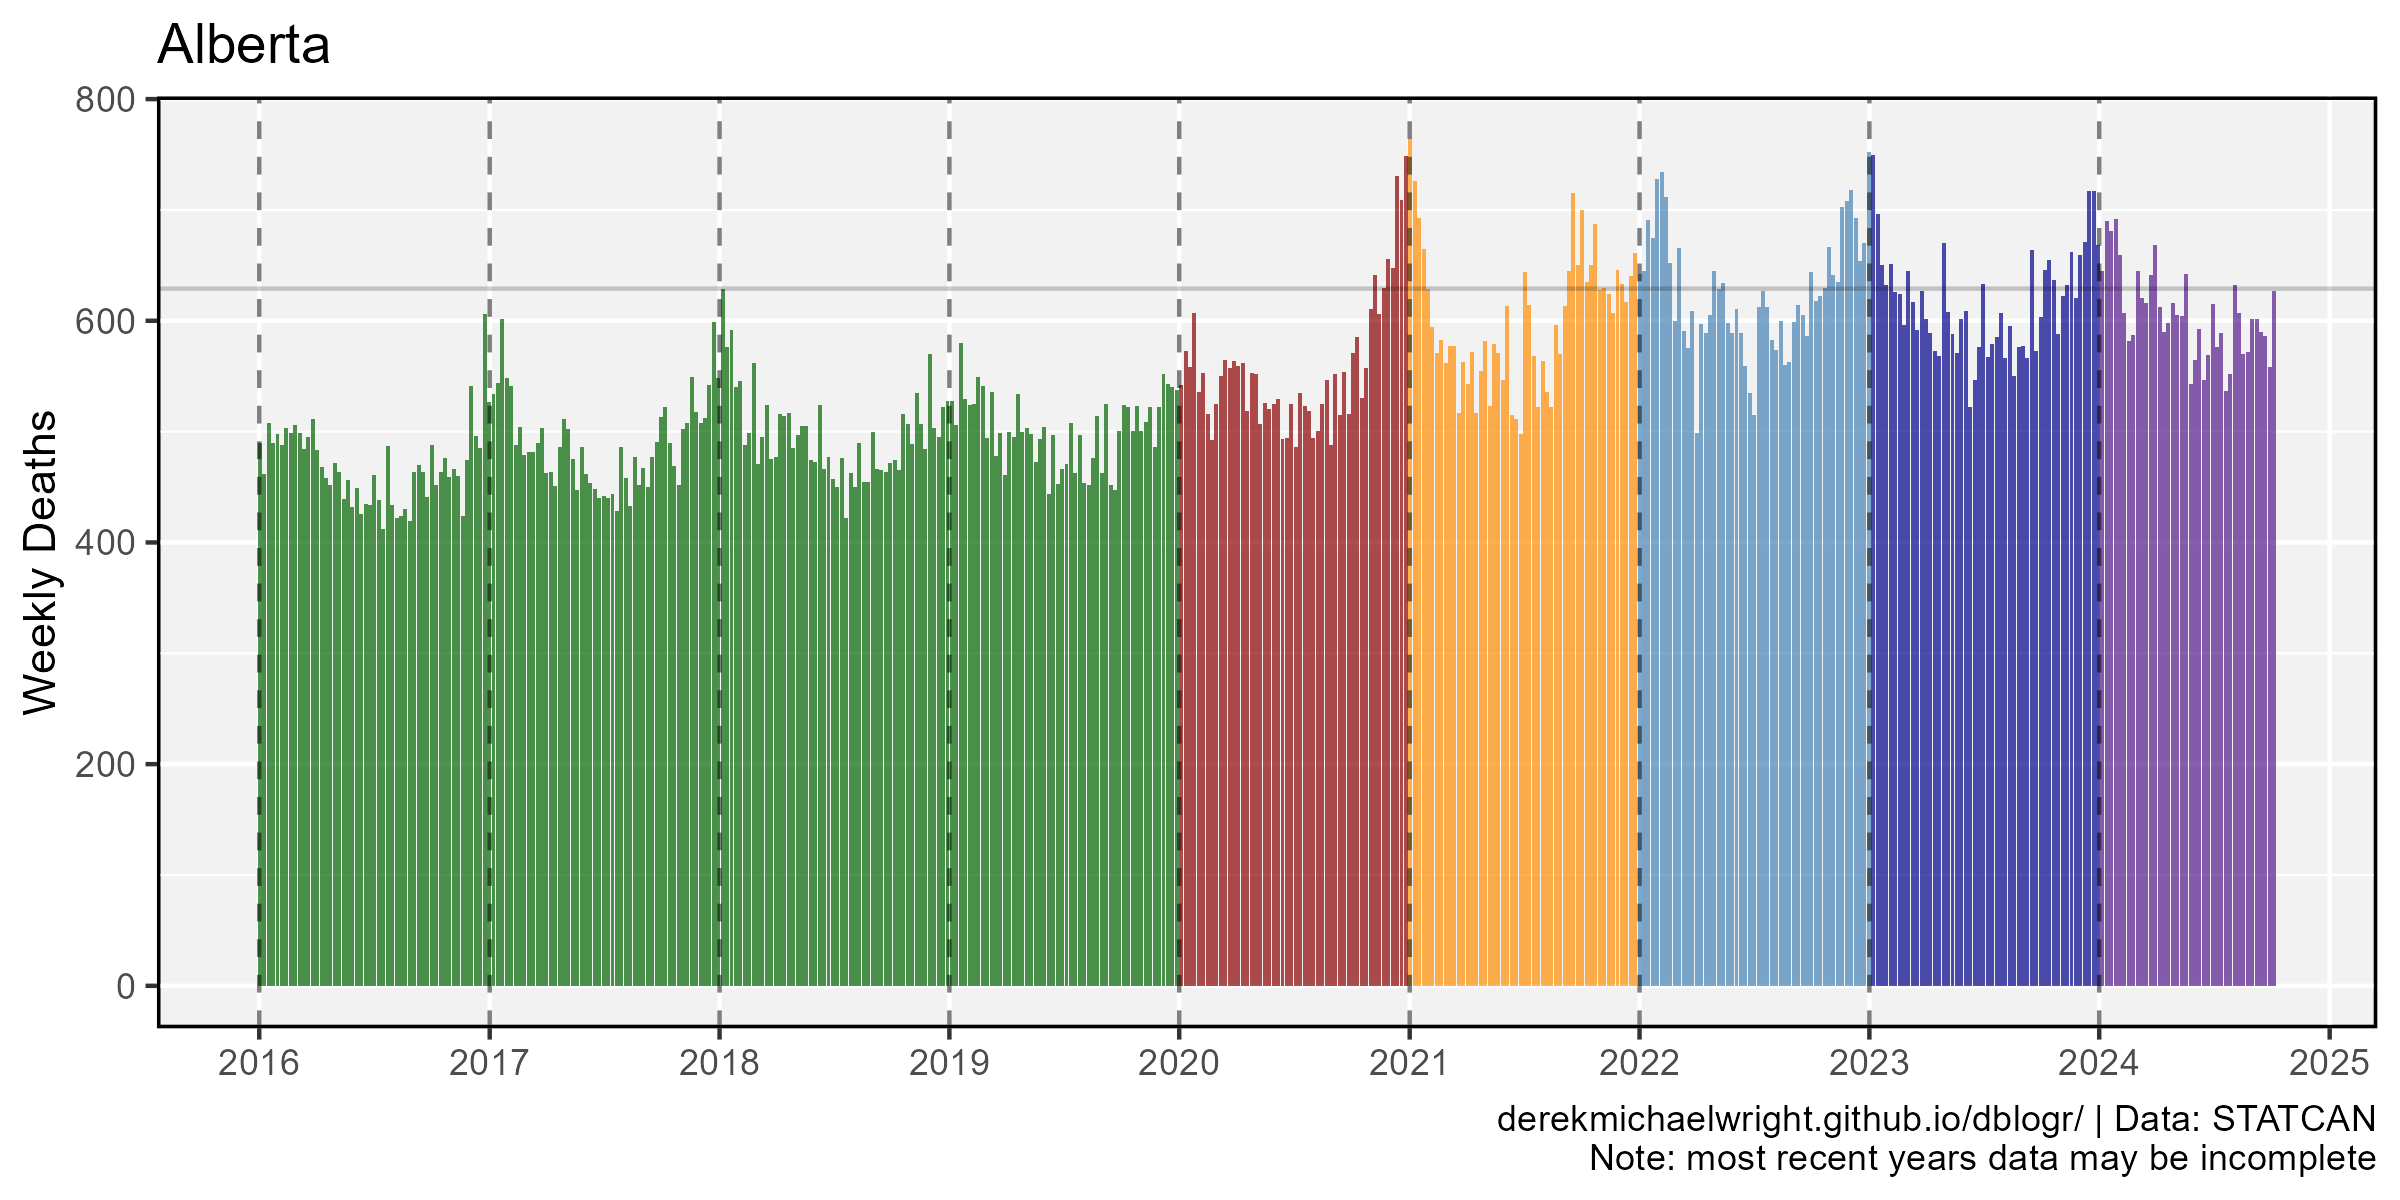 Alberta
800
600
400
200
0
Weekly Deaths
2016 2017 2018 2019 2020 2021 2022 2023 2024 2025
derekmichaelwright.github.io/dblogr/ | Data: STATCAN
Note: most recent years data may be incomplete